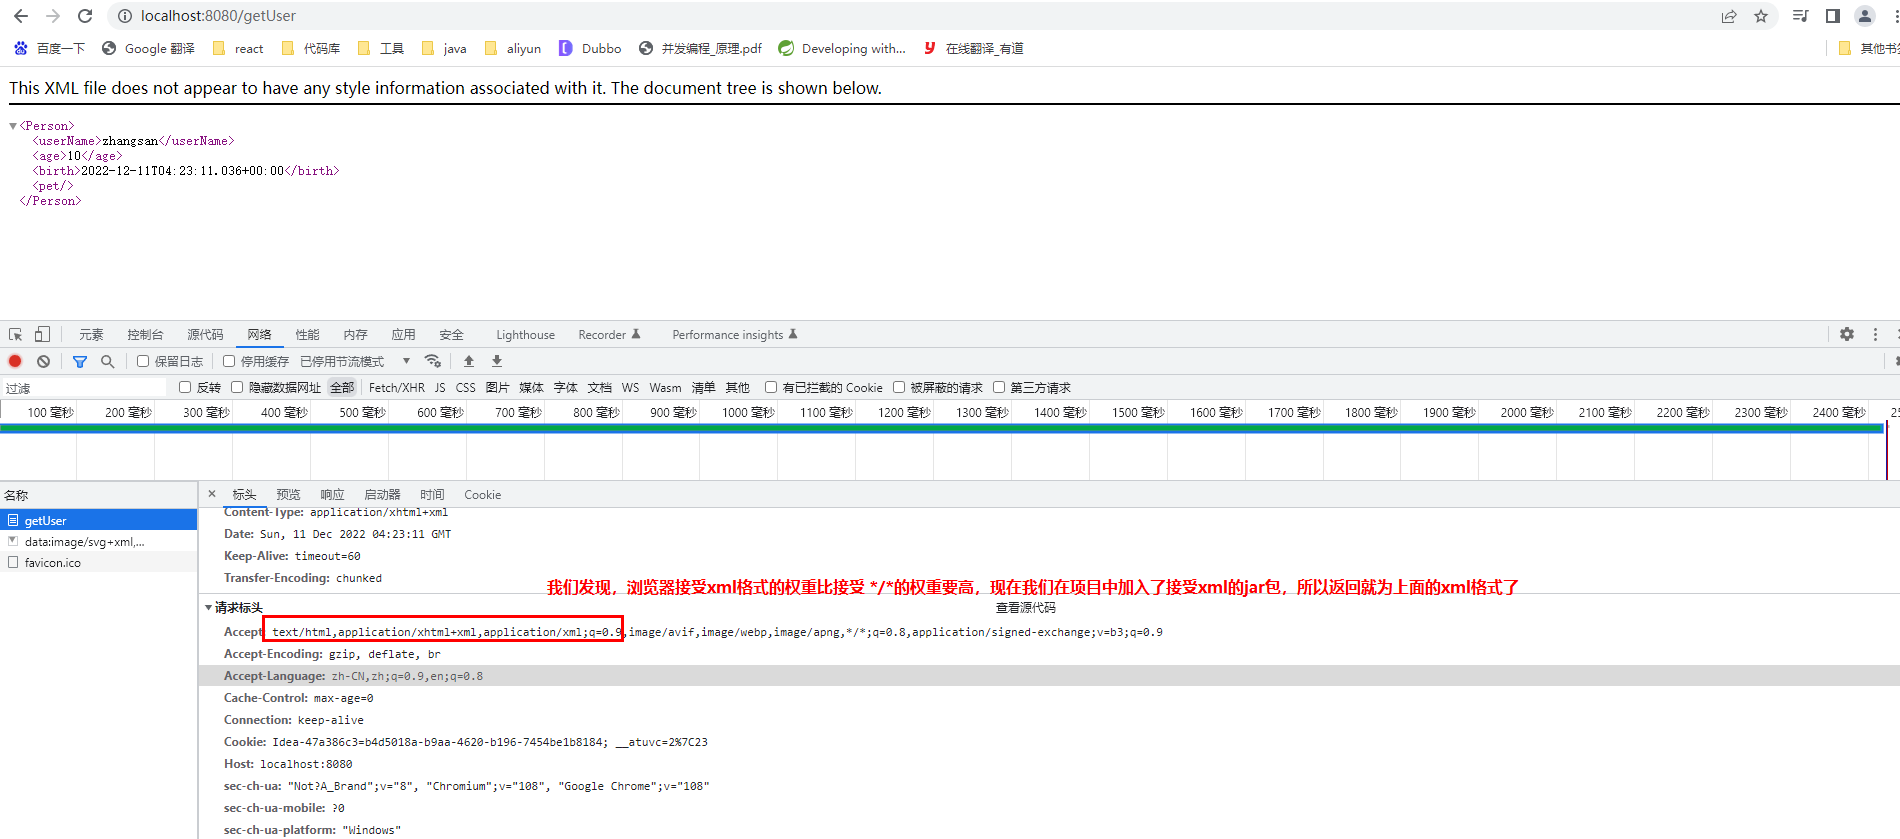 localhost:8080/getUser
百度一下 Google 翻译 react 代码库 工具 java aliyun Dubbo 并发编程_原理.pdf Developing with... 在线翻译_有道 其他书签
This XML file does not appear to have any style information associated with it. The document tree is shown below.
<Person>
<userName>zhangsan</userName>
<age>10</age>
<birth>2022-12-11T04:23:11.036+00:00</birth>
<pet/>
</Person>
元素 控制台 源代码 网络 性能 内存 应用 安全 Lighthouse Recorder Performance insights
保留日志 停用缓存 已停用节流模式
过滤 反转 隐藏数据网址 全部 Fetch/XHR JS CSS 图片 媒体 字体 文档 WS Wasm 清单 其他 有已拦截的 Cookie 被屏蔽的请求 第三方请求
100 毫秒 200 毫秒 300 毫秒 400 毫秒 500 毫秒 600 毫秒 700 毫秒 800 毫秒 900 毫秒 1000 毫秒 1100 毫秒 1200 毫秒 1300 毫秒 1400 毫秒 1500 毫秒 1600 毫秒 1700 毫秒 1800 毫秒 1900 毫秒 2000 毫秒 2100 毫秒 2200 毫秒 2300 毫秒 2400 毫秒
名称 × 标头 预览 响应 启动器 时间 Cookie
getUser
data:image/svg+xml,...
favicon.ico
Content-Type: application/xhtml+xml
Date: Sun, 11 Dec 2022 04:23:11 GMT
Keep-Alive: timeout=60
Transfer-Encoding: chunked
我们发现，浏览器接受xml格式的权重比接受 */*的权重要高，现在我们在项目中加入了接受xml的jar包，所以返回就为上面的xml格式了
请求标头 查看源代码
Accept: text/html,application/xhtml+xml,application/xml;q=0.9,image/avif,image/webp,image/apng,*/*;q=0.8,application/signed-exchange;v=b3;q=0.9
Accept-Encoding: gzip, deflate, br
Accept-Language: zh-CN,zh;q=0.9,en;q=0.8
Cache-Control: max-age=0
Connection: keep-alive
Cookie: Idea-47a386c3=b4d5018a-b9aa-4620-b196-7454be1b8184; __atuvc=2%7C23
Host: localhost:8080
sec-ch-ua: "Not?A_Brand";v="8", "Chromium";v="108", "Google Chrome";v="108"
sec-ch-ua-mobile: ?0
sec-ch-ua-platform: "Windows"